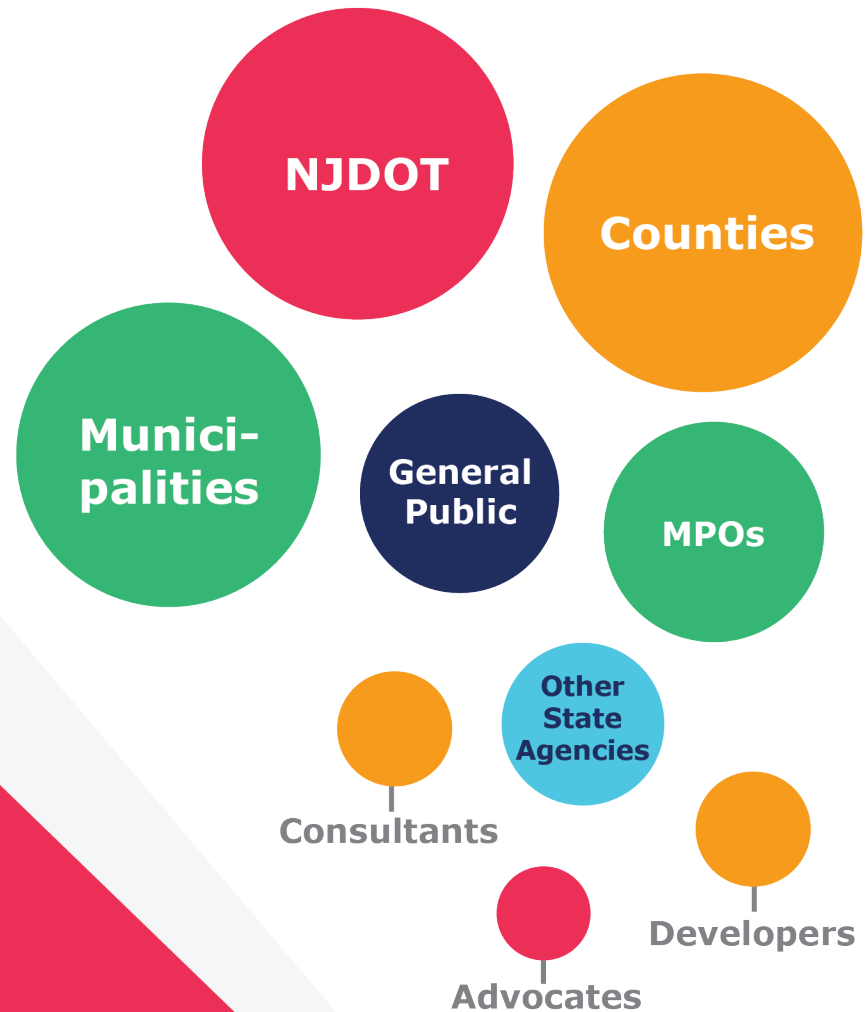 NJDOT
Counties
Munici-
palities
General
Public
MPOs
Other
State
Agencies
Consultants
Developers
Advocates